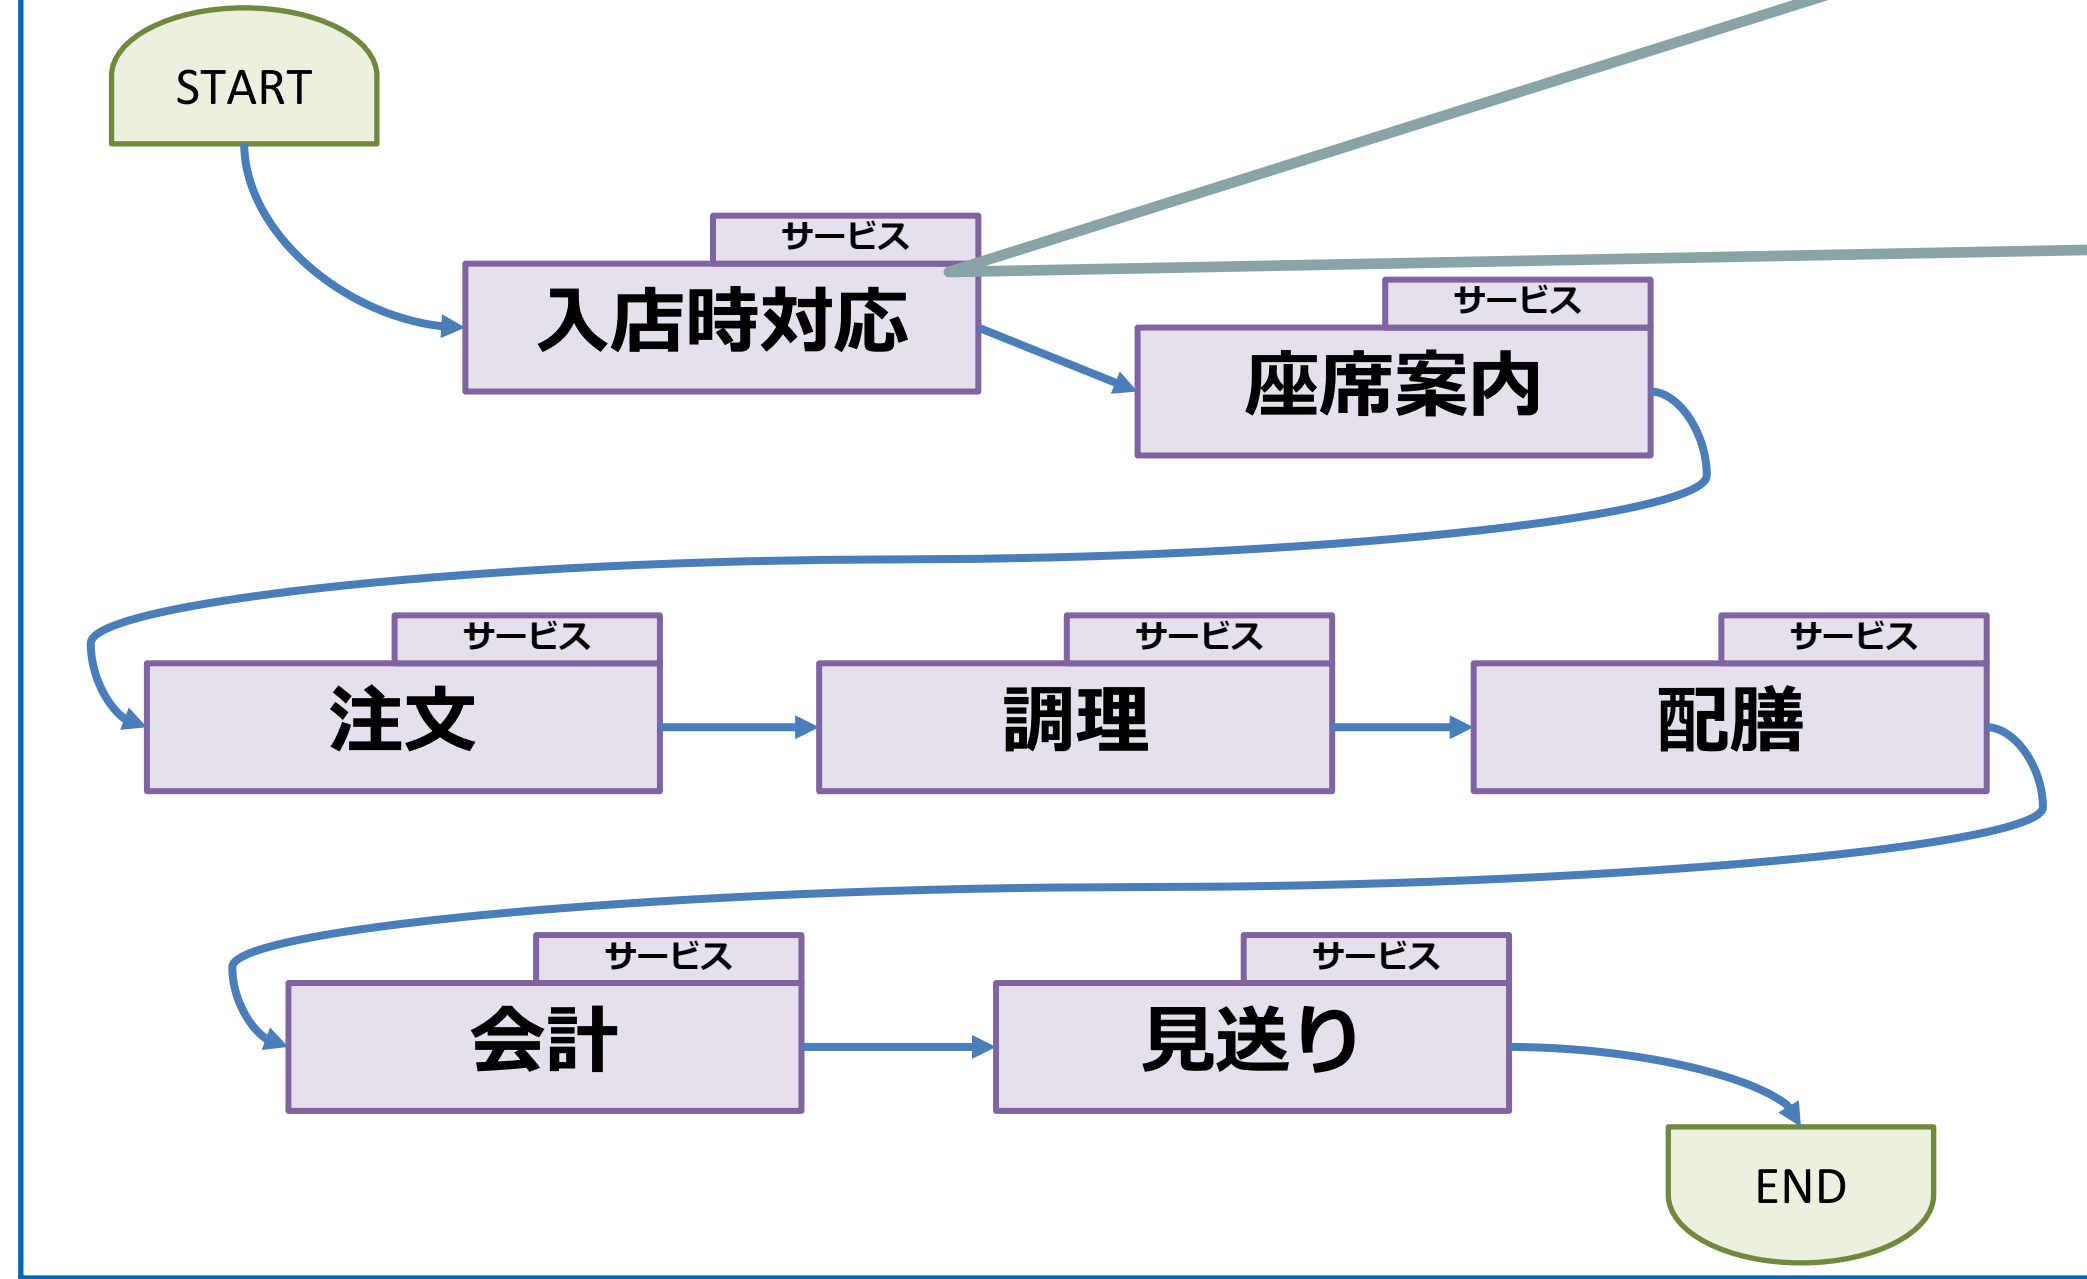 START
サービス
入店時対応
サービス
座席案内
サービス
注文
サービス
調理
サービス
配膳
サービス
会計
サービス
見送り
END